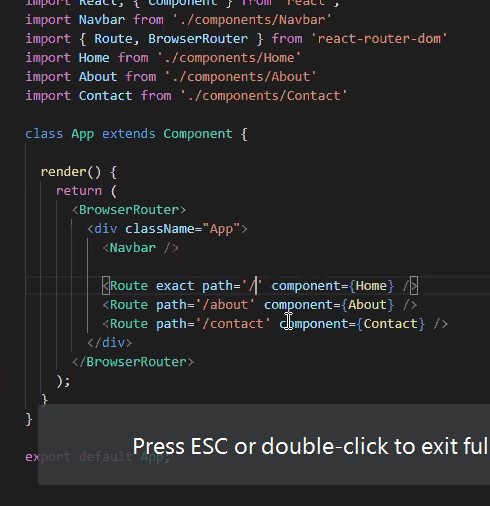 import React, { Component } from 'react';
import Navbar from './components/Navbar'
import { Route, BrowserRouter } from 'react-router-dom'
import Home from './components/Home'
import About from './components/About'
import Contact from './components/Contact'
class App extends Component {
render() {
return (
<BrowserRouter>
<div className="App">
<Navbar />
<Route exact path='/' component={Home} />
<Route path='/about' component={About} />
<Route path='/contact' component={Contact} />
</div>
</BrowserRouter>
);
}
}
Press ESC or double-click to exit ful
export default App;